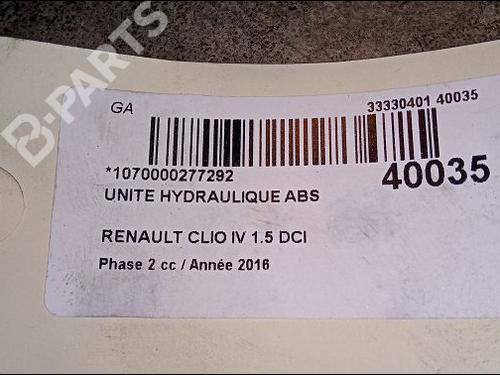 B-PARTS
GA
33330401 40035
*1070000277292
40035
UNITE HYDRAULIQUE ABS
RENAULT CLIO IV 1.5 DCI
Phase 2 cc / Année 2016